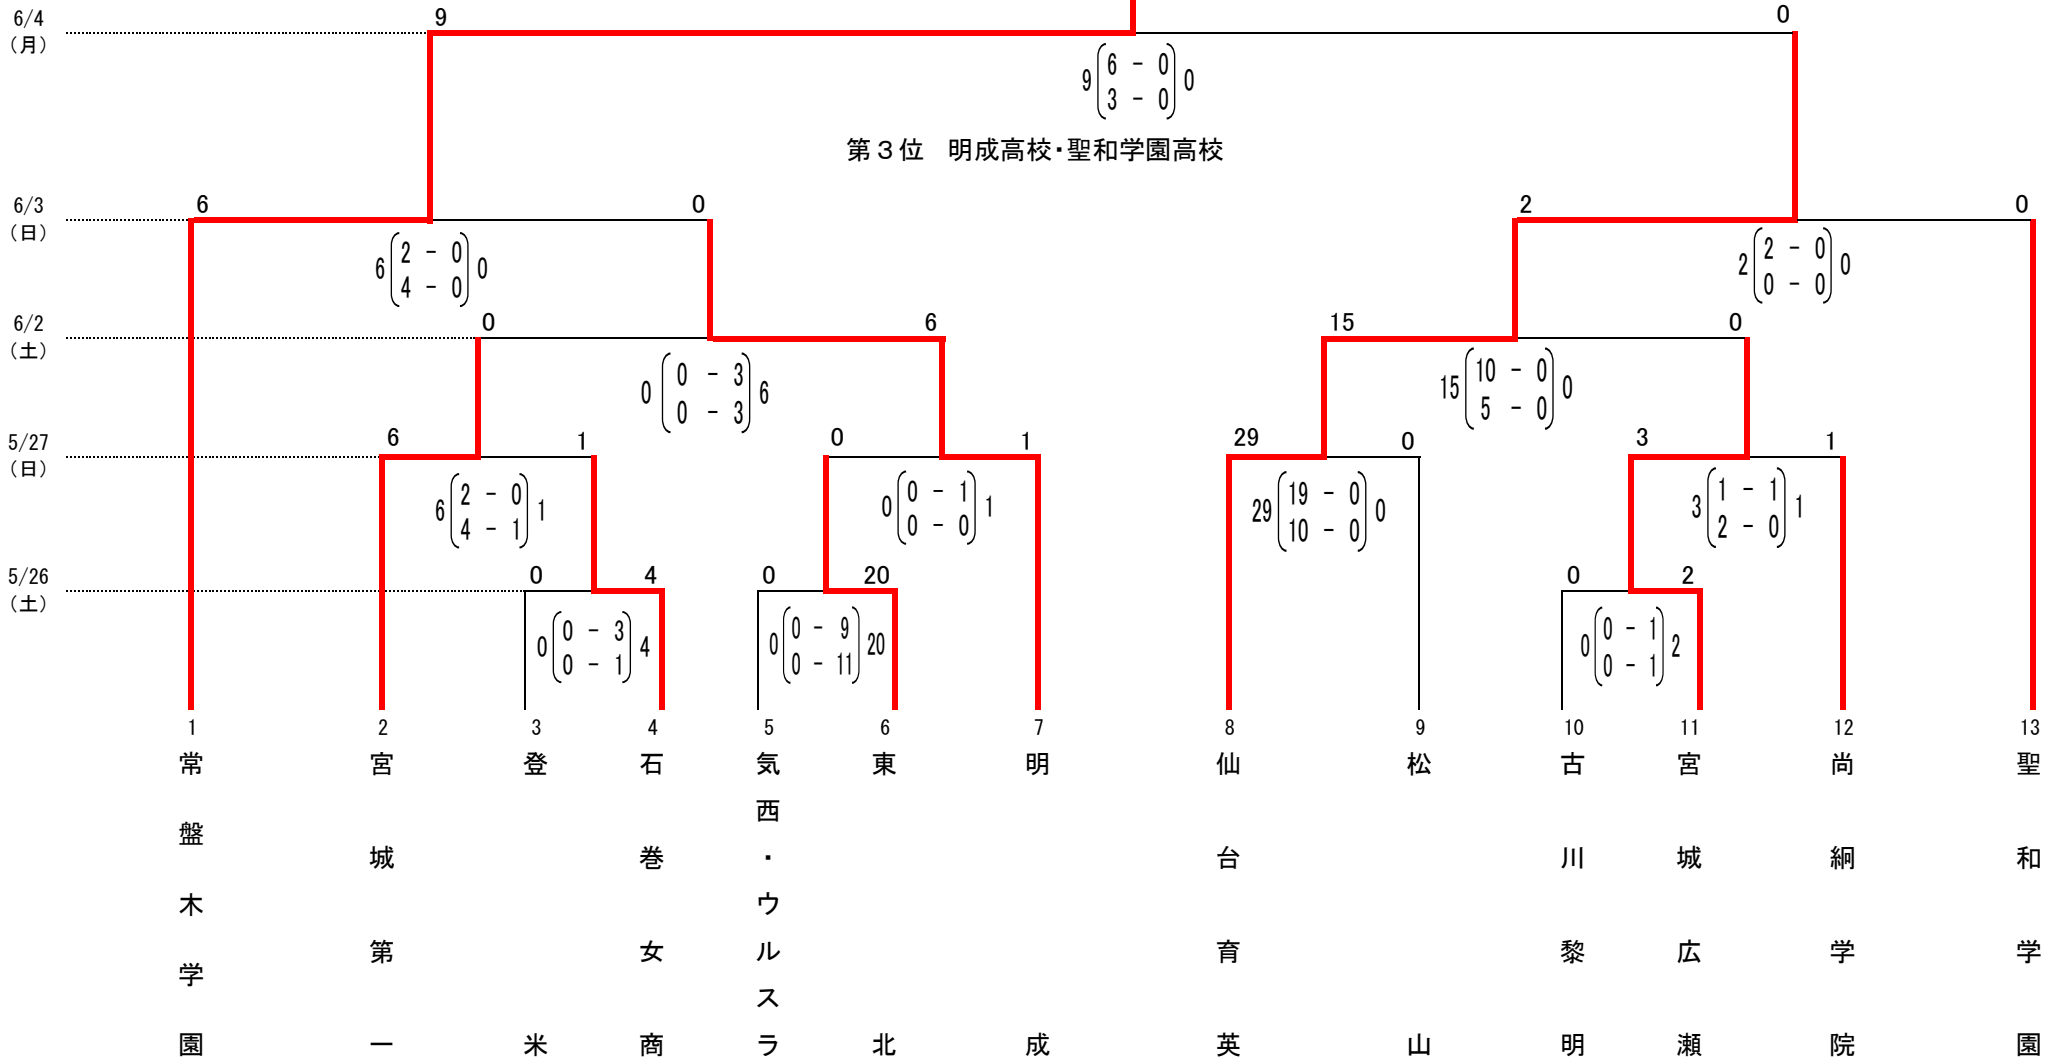 6/4
（月）
9
0
9 6 - 0 0
3 - 0
第３位　明成高校・聖和学園高校
6/3
（日）
6
0
2
0
6 2 - 0 0
4 - 0
2 2 - 0 0
0 - 0
6/2
（土）
0
6
15
0
0 0 - 3 6
0 - 3
15 10 - 0 0
5 - 0
5/27
（日）
6
1
0
1
29
0
3
1
6 2 - 0 1
4 - 1
0 0 - 1 1
0 - 0
29 19 - 0 0
10 - 0
3 1 - 1 1
2 - 0
5/26
（土）
0
4
0
20
0
2
0 0 - 3 4
0 - 1
0 0 - 9 20
0 - 11
0 0 - 1 2
0 - 1
1
2
3
4
5
6
7
8
9
10
11
12
13
常盤木学園
宮城第一
登米
石巻女商
気西・ウルスラ
東北
明成
仙台育英
松山
古川黎明
宮城広瀬
尚絅学院
聖和学園